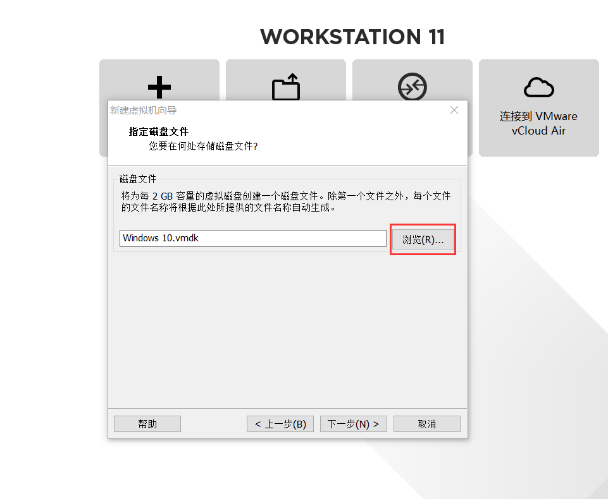 WORKSTATION 11
连接到 VMware
vCloud Air
新建虚拟机向导
指定磁盘文件
您要在何处存储磁盘文件?
磁盘文件
将为每 2 GB 容量的虚拟磁盘创建一个磁盘文件。除第一个文件之外，每个文件
的文件名称将根据此处所提供的文件名称自动生成。
Windows 10.vmdk
浏览(R)...
帮助
< 上一步(B)
下一步(N) >
取消